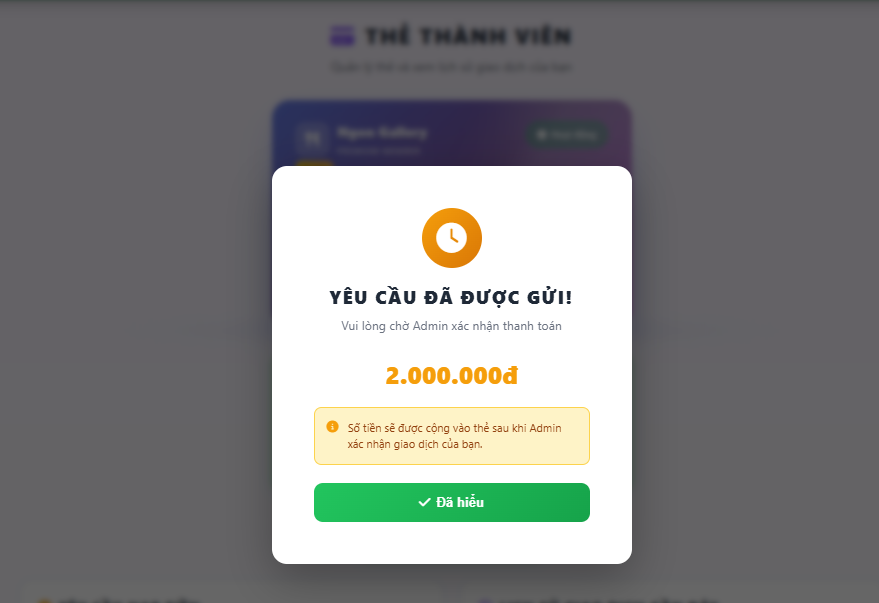 THẺ THÀNH VIÊN
YÊU CẦU ĐÃ ĐƯỢC GỬI!
Vui lòng chờ Admin xác nhận thanh toán
2.000.000đ
Số tiền sẽ được cộng vào thẻ sau khi Admin
xác nhận giao dịch của bạn.
Đã hiểu